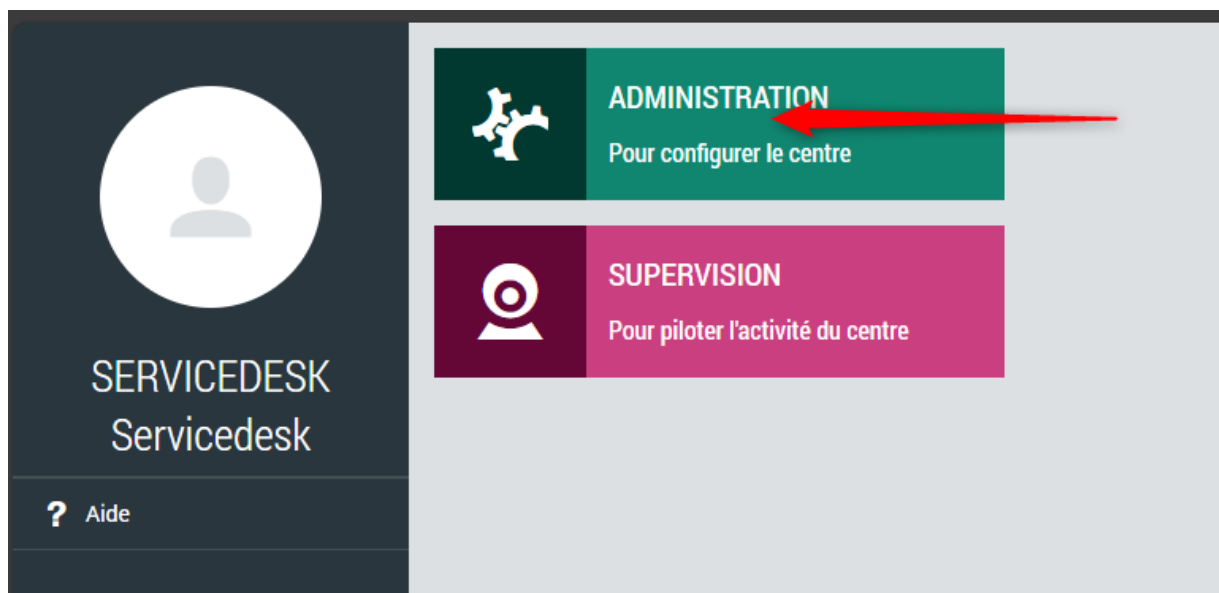 ADMINISTRATION
Pour configurer le centre
SUPERVISION
Pour piloter l'activité du centre
SERVICEDESK
Servicedesk
? Aide